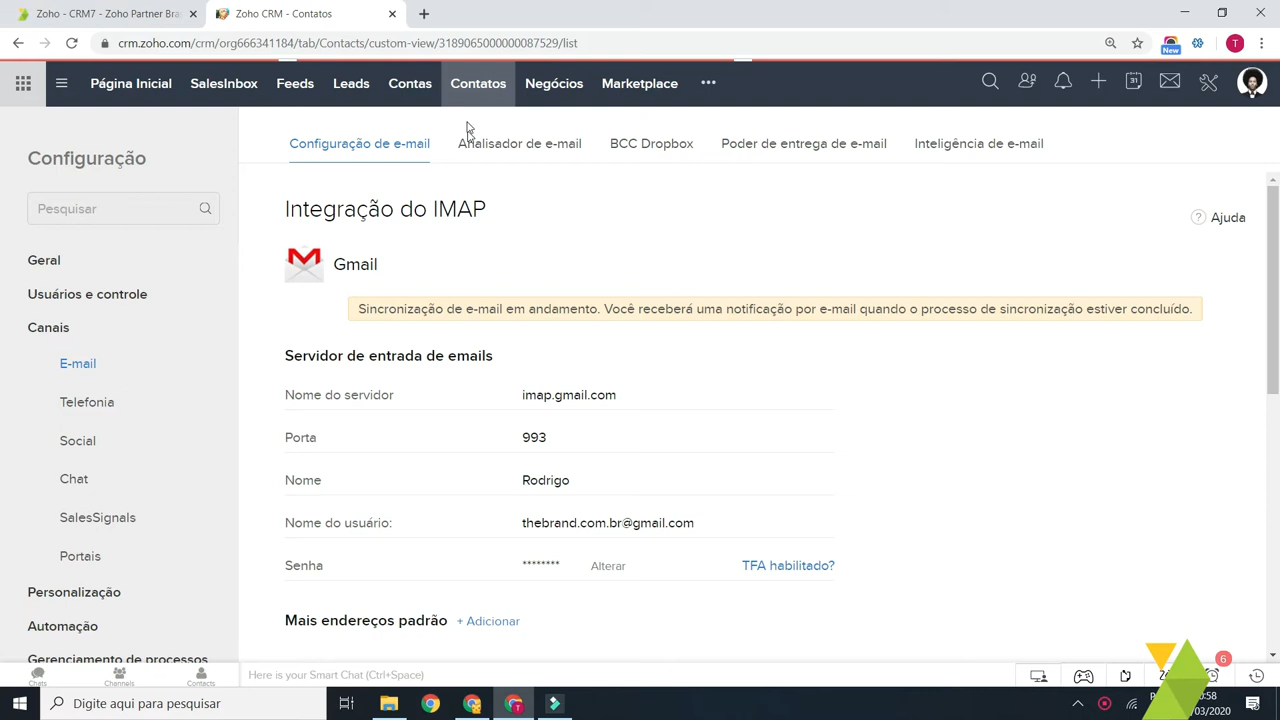 Zoho - CRM7 - Zoho Partner Bra
Zoho CRM - Contatos
crm.zoho.com/crm/org666341184/tab/Contacts/custom-view/3189065000000087529/list
New
T
Página Inicial
SalesInbox
Feeds
Leads
Contas
Contatos
Negócios
Marketplace
31
Configuração
Pesquisar
Geral
Usuários e controle
Canais
E-mail
Telefonia
Social
Chat
SalesSignals
Portais
Personalização
Automação
Gerenciamento de processos
Configuração de e-mail
Analisador de e-mail
BCC Dropbox
Poder de entrega de e-mail
Inteligência de e-mail
Integração do IMAP
? Ajuda
Gmail
Sincronização de e-mail em andamento. Você receberá uma notificação por e-mail quando o processo de sincronização estiver concluído.
Servidor de entrada de emails
Nome do servidor imap.gmail.com
Porta 993
Nome Rodrigo
Nome do usuário: thebrand.com.br@gmail.com
Senha ******** Alterar TFA habilitado?
Mais endereços padrão + Adicionar
Chats
Channels
Contacts
Here is your Smart Chat (Ctrl+Space)
6
Digite aqui para pesquisar
T
:58
/03/2020